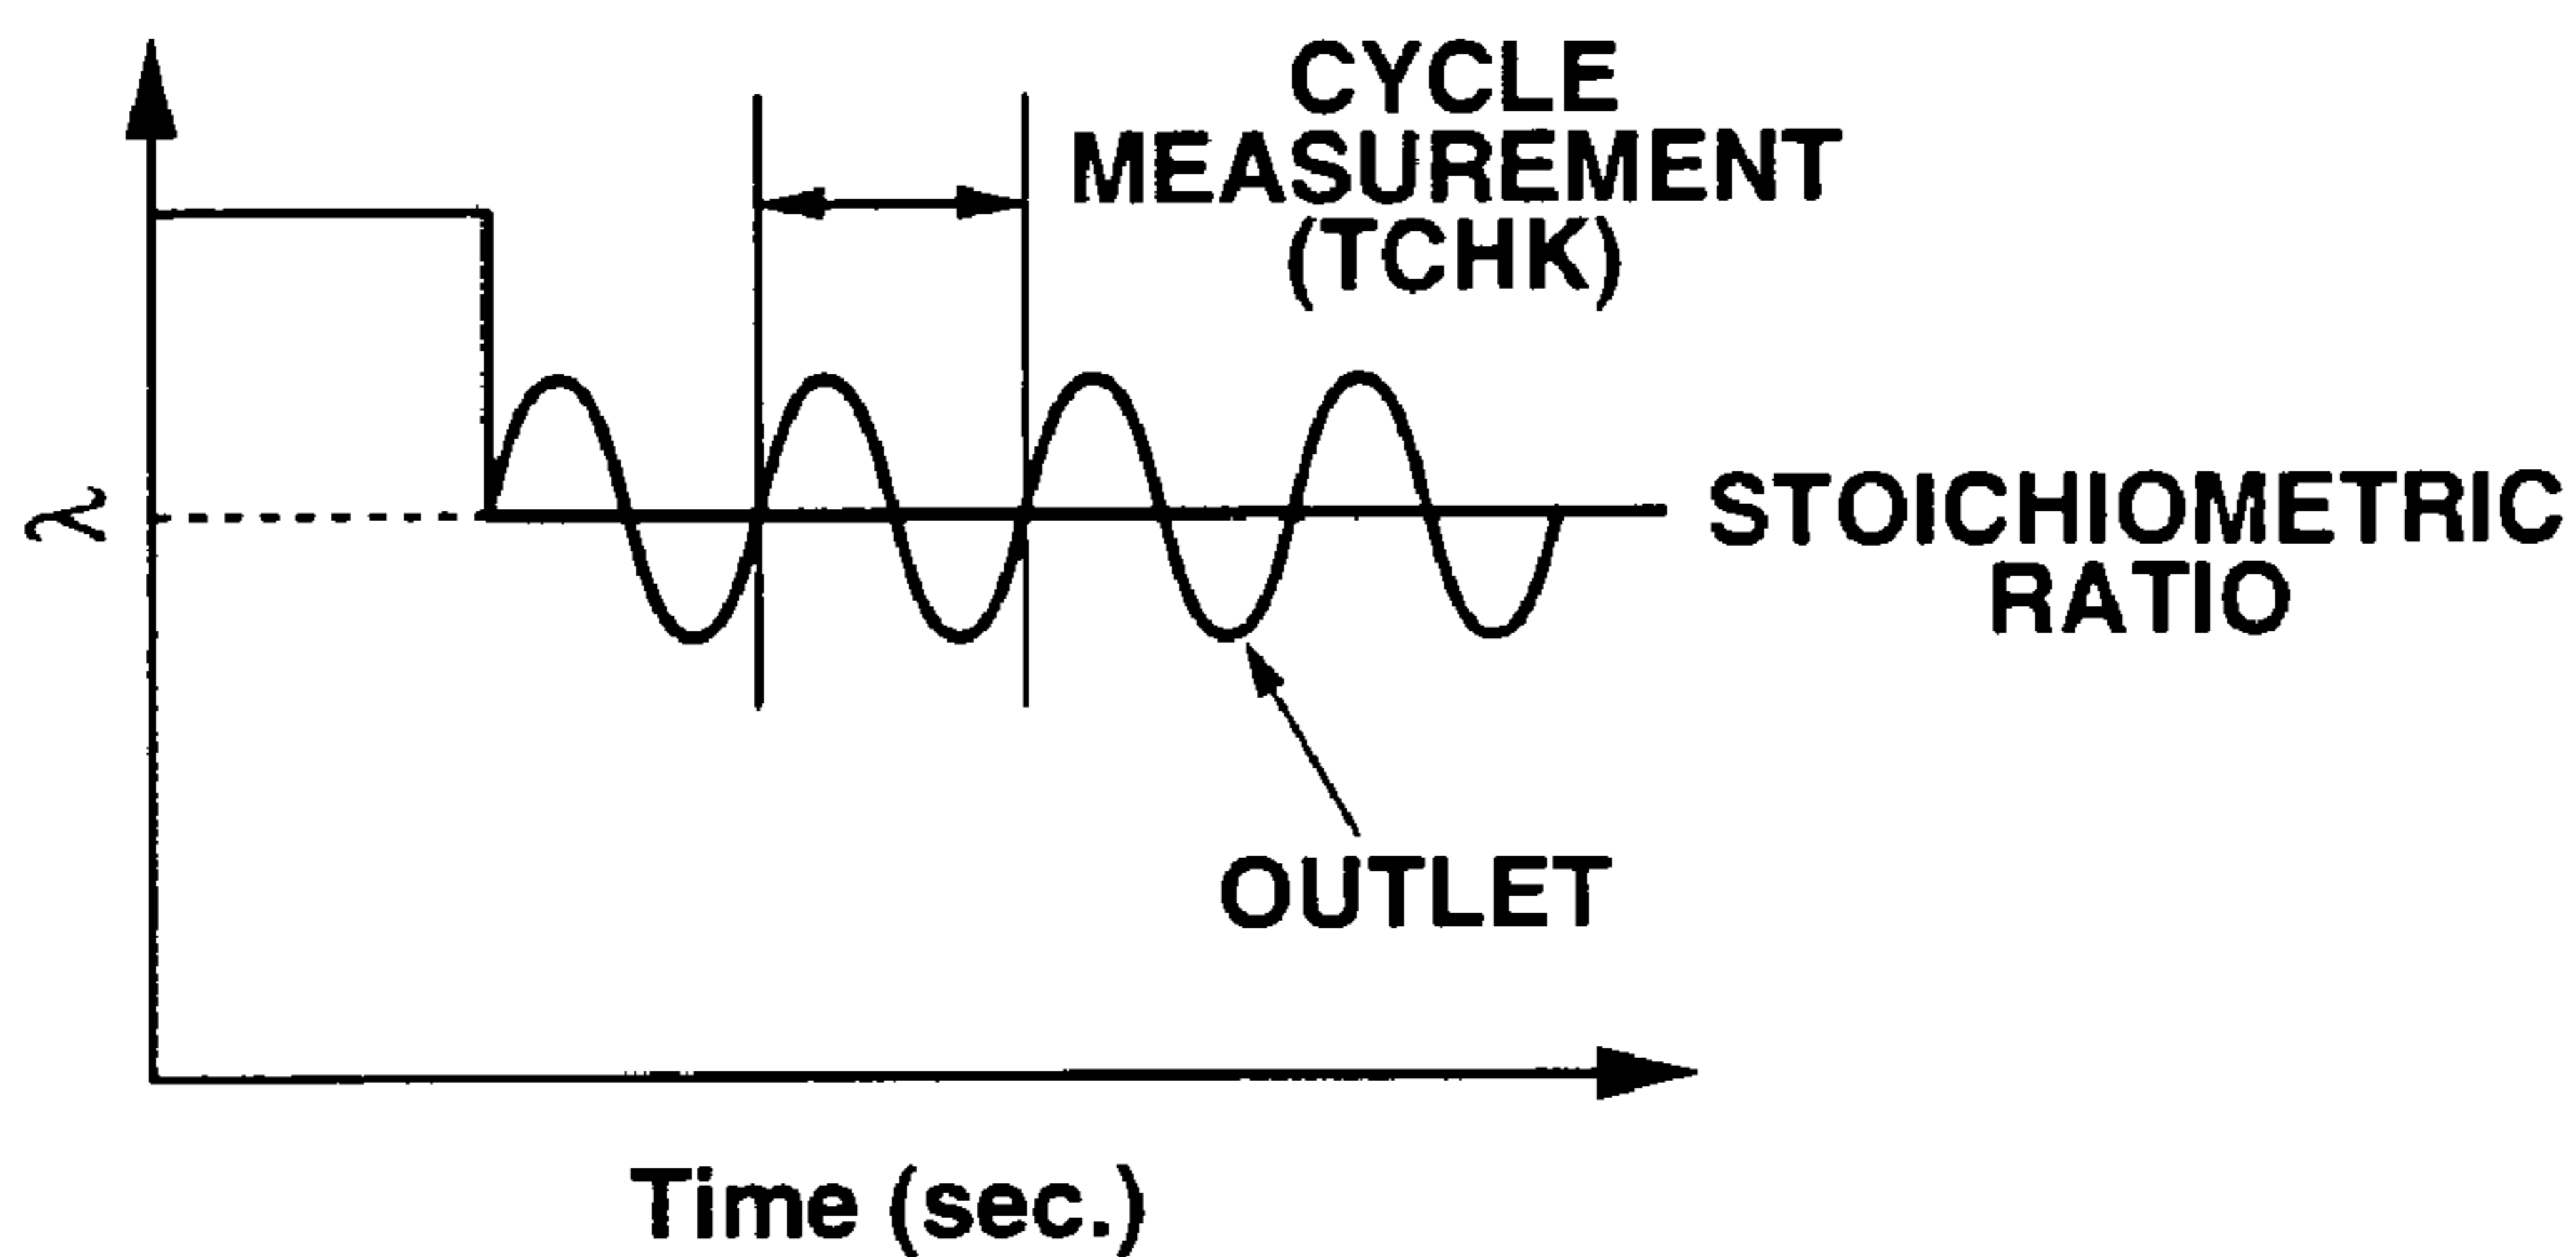 CYCLE
MEASUREMENT
(TCHK)
λ
STOICHIOMETRIC
RATIO
OUTLET
Time (sec.)